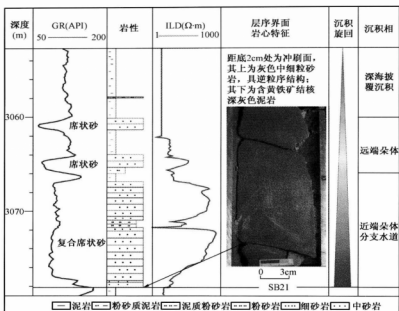 深度
(m)
GR(API)
50 200
岩性
ILD(Ω·m)
1 1000
层序界面
岩心特征
沉积
旋回
沉积相
距底2cm处为冲刷面,
其上为灰色中细粒砂
岩,具逆粒序结构;
其下为含黄铁矿结核
深灰色泥岩
深海披
覆沉积
3060
席状砂
席状砂
远端朵体
3070
复合席状砂
近端朵体
分支水道
0 3cm
SB21
泥岩 粉砂质泥岩 泥质粉砂岩 粉砂岩 细砂岩 中砂岩